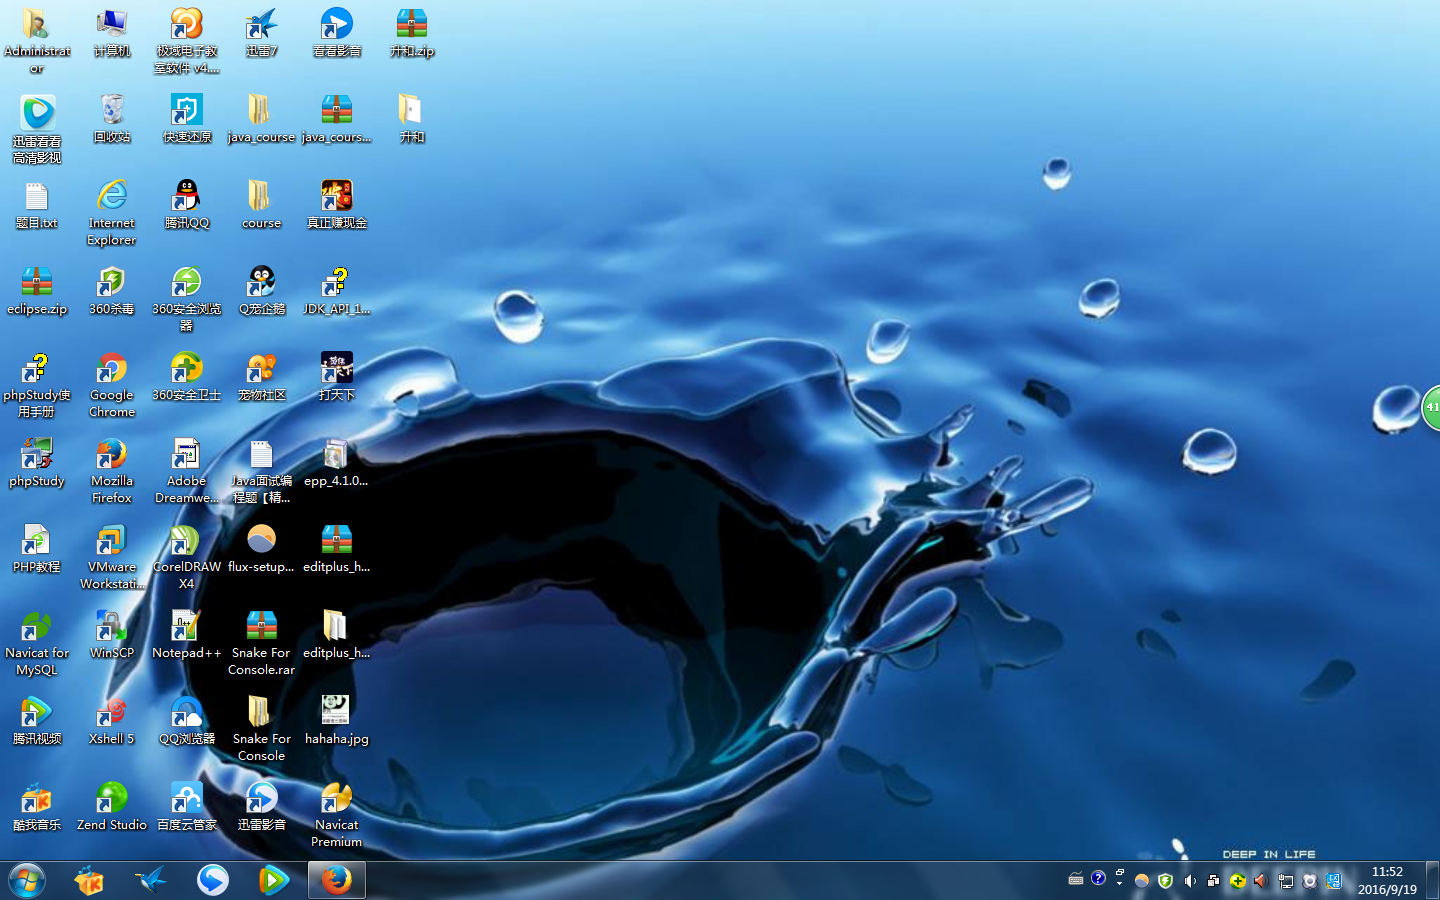 Administrat
or
计算机
极域电子教
室软件 v4....
迅雷7
看看影音
升和.zip
迅雷看看
高清影视
回收站
快速还原
java_course
java_cours...
升和
题目.txt
Internet
Explorer
腾讯QQ
course
真正赚现金
eclipse.zip
360杀毒
360安全浏览
器
Q宠企鹅
JDK_API_1...
phpStudy使
用手册
Google
Chrome
360安全卫士
宠物社区
打天下
phpStudy
Mozilla
Firefox
Adobe
Dreamwe...
Java面试编
程题【精...
epp_4.1.0...
PHP教程
VMware
Workstati...
CorelDRAW
X4
flux-setup...
editplus_h...
Navicat for
MySQL
WinSCP
Notepad++
Snake For
Console.rar
editplus_h...
腾讯视频
Xshell 5
QQ浏览器
Snake For
Console
hahaha.jpg
酷我音乐
Zend Studio
百度云管家
迅雷影音
Navicat
Premium
41
DEEP IN LIFE
11:52
2016/9/19